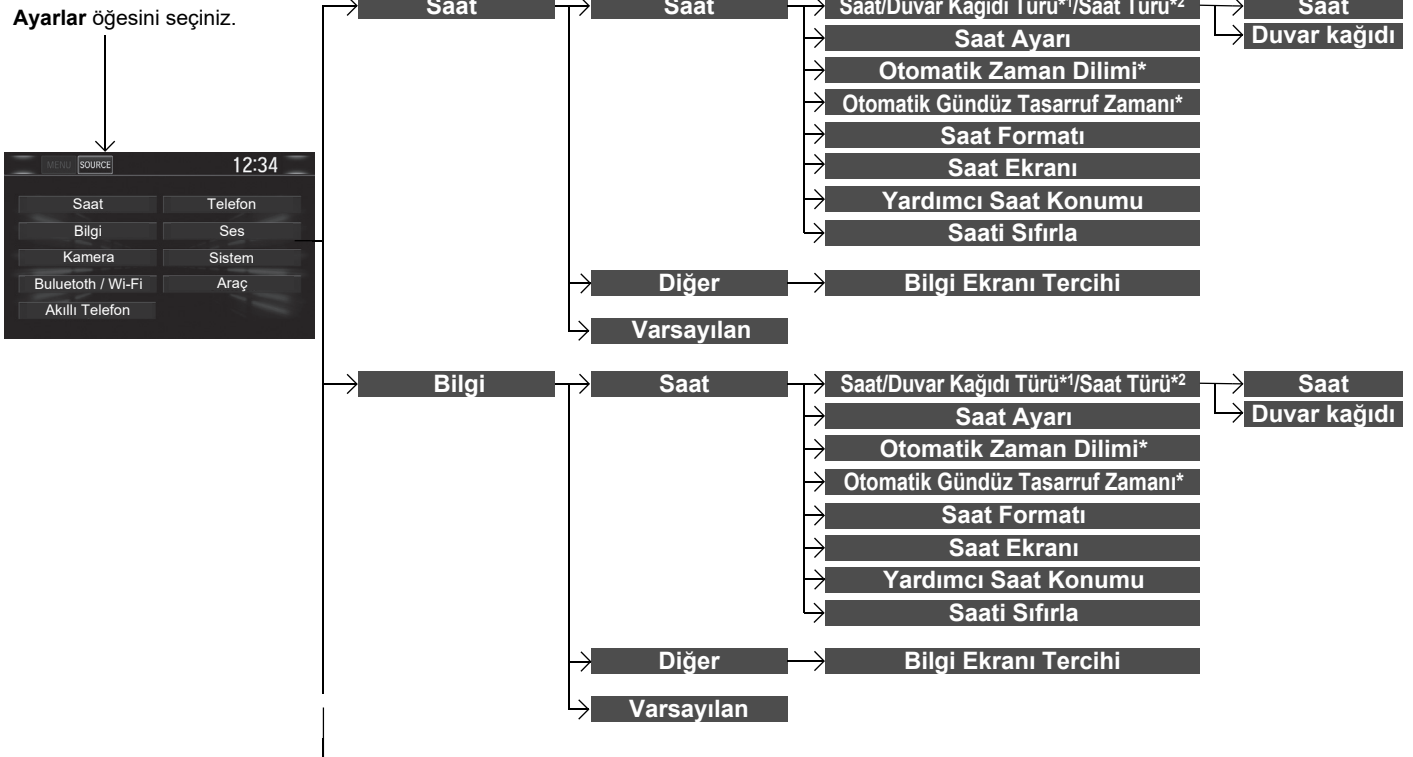 Ayarlar öğesini seçiniz.
MENU SOURCE 12:34
Saat Telefon
Bilgi Ses
Kamera Sistem
Buluetoth / Wi-Fi Araç
Akıllı Telefon
Saat
Saat
Saat/Duvar Kağıdı Türü*1/Saat Türü*2
Saat
Duvar kağıdı
Saat Ayarı
Otomatik Zaman Dilimi*
Otomatik Gündüz Tasarruf Zamanı*
Saat Formatı
Saat Ekranı
Yardımcı Saat Konumu
Saati Sıfırla
Diğer
Bilgi Ekranı Tercihi
Varsayılan
Bilgi
Saat
Saat/Duvar Kağıdı Türü*1/Saat Türü*2
Saat
Duvar kağıdı
Saat Ayarı
Otomatik Zaman Dilimi*
Otomatik Gündüz Tasarruf Zamanı*
Saat Formatı
Saat Ekranı
Yardımcı Saat Konumu
Saati Sıfırla
Diğer
Bilgi Ekranı Tercihi
Varsayılan